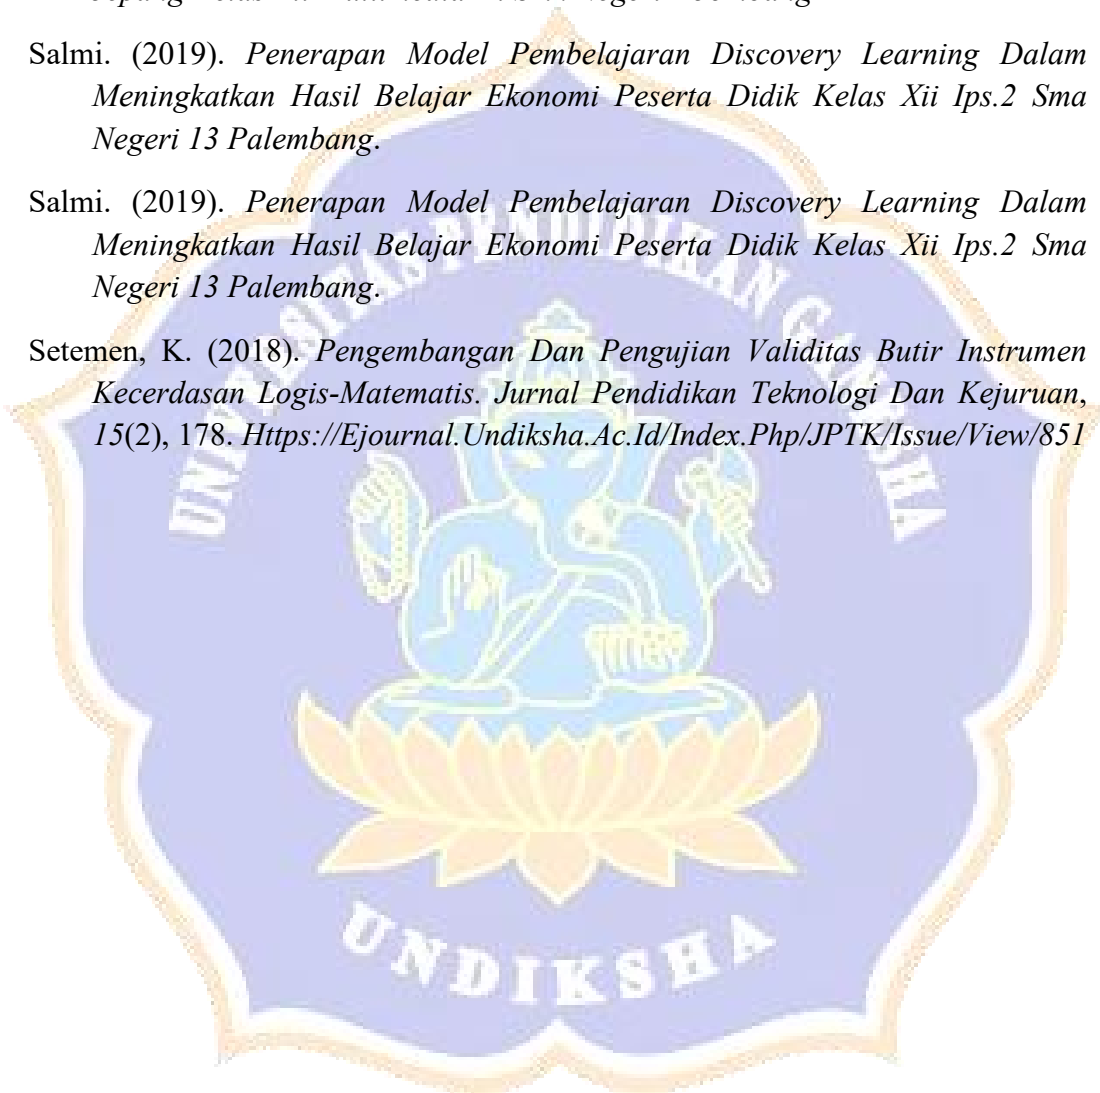 Salmi. (2019). Penerapan Model Pembelajaran Discovery Learning Dalam
Meningkatkan Hasil Belajar Ekonomi Peserta Didik Kelas Xii Ips.2 Sma
Negeri 13 Palembang.
Salmi. (2019). Penerapan Model Pembelajaran Discovery Learning Dalam
Meningkatkan Hasil Belajar Ekonomi Peserta Didik Kelas Xii Ips.2 Sma
Negeri 13 Palembang.
Setemen, K. (2018). Pengembangan Dan Pengujian Validitas Butir Instrumen
Kecerdasan Logis-Matematis. Jurnal Pendidikan Teknologi Dan Kejuruan,
15(2), 178. Https://Ejournal.Undiksha.Ac.Id/Index.Php/JPTK/Issue/View/851
UNIVERSITAS PENDIDIKAN GANESHA
UNDIKSHA